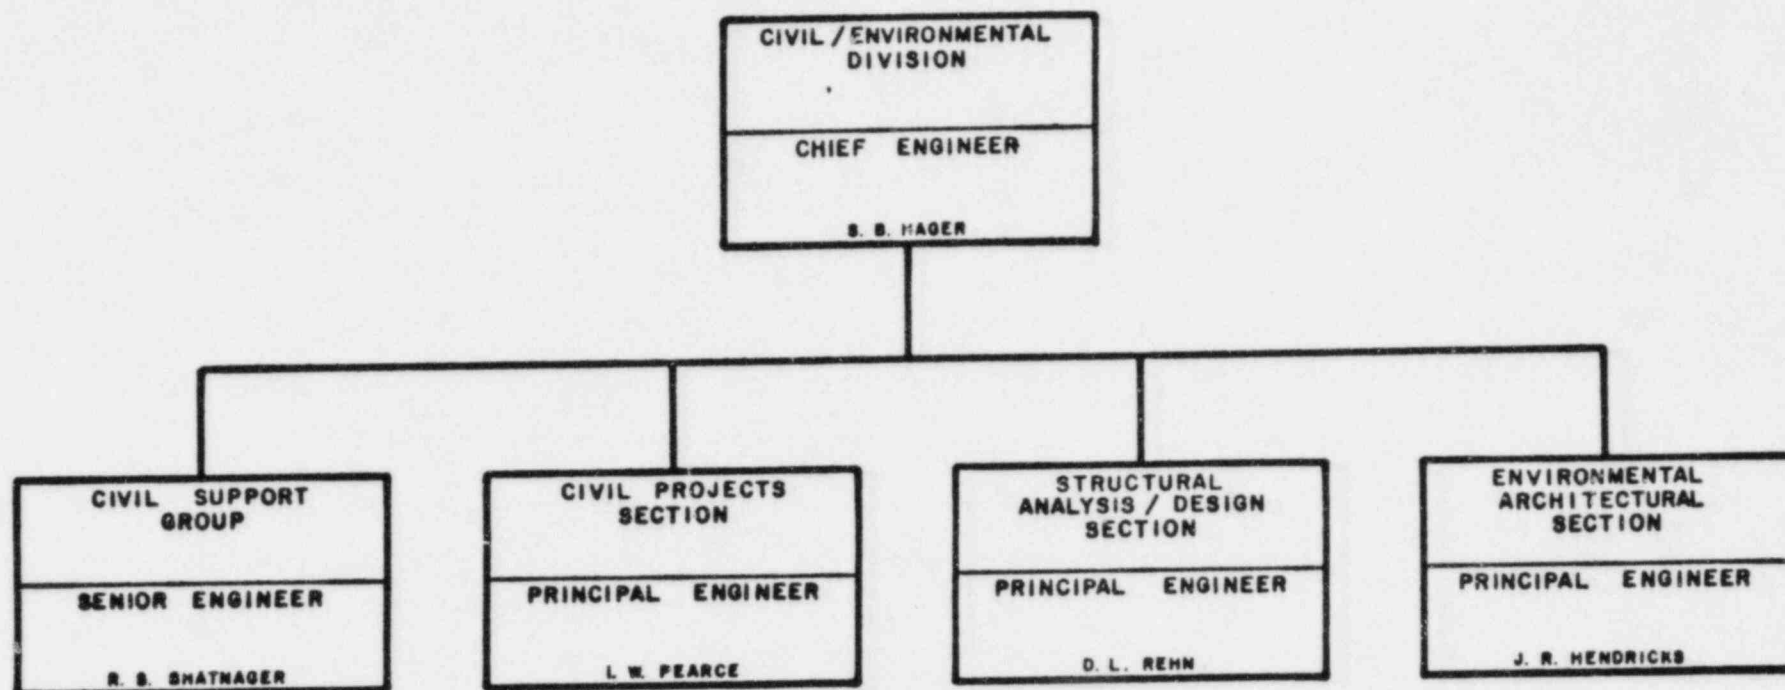 CIVIL / ENVIRONMENTAL
DIVISION
CHIEF ENGINEER
S. B. HAGER
CIVIL SUPPORT
GROUP
SENIOR ENGINEER
R. S. BHATNAGER
CIVIL PROJECTS
SECTION
PRINCIPAL ENGINEER
I. W. PEARCE
STRUCTURAL
ANALYSIS / DESIGN
SECTION
PRINCIPAL ENGINEER
D. L. REHN
ENVIRONMENTAL
ARCHITECTURAL
SECTION
PRINCIPAL ENGINEER
J. R. HENDRICKS